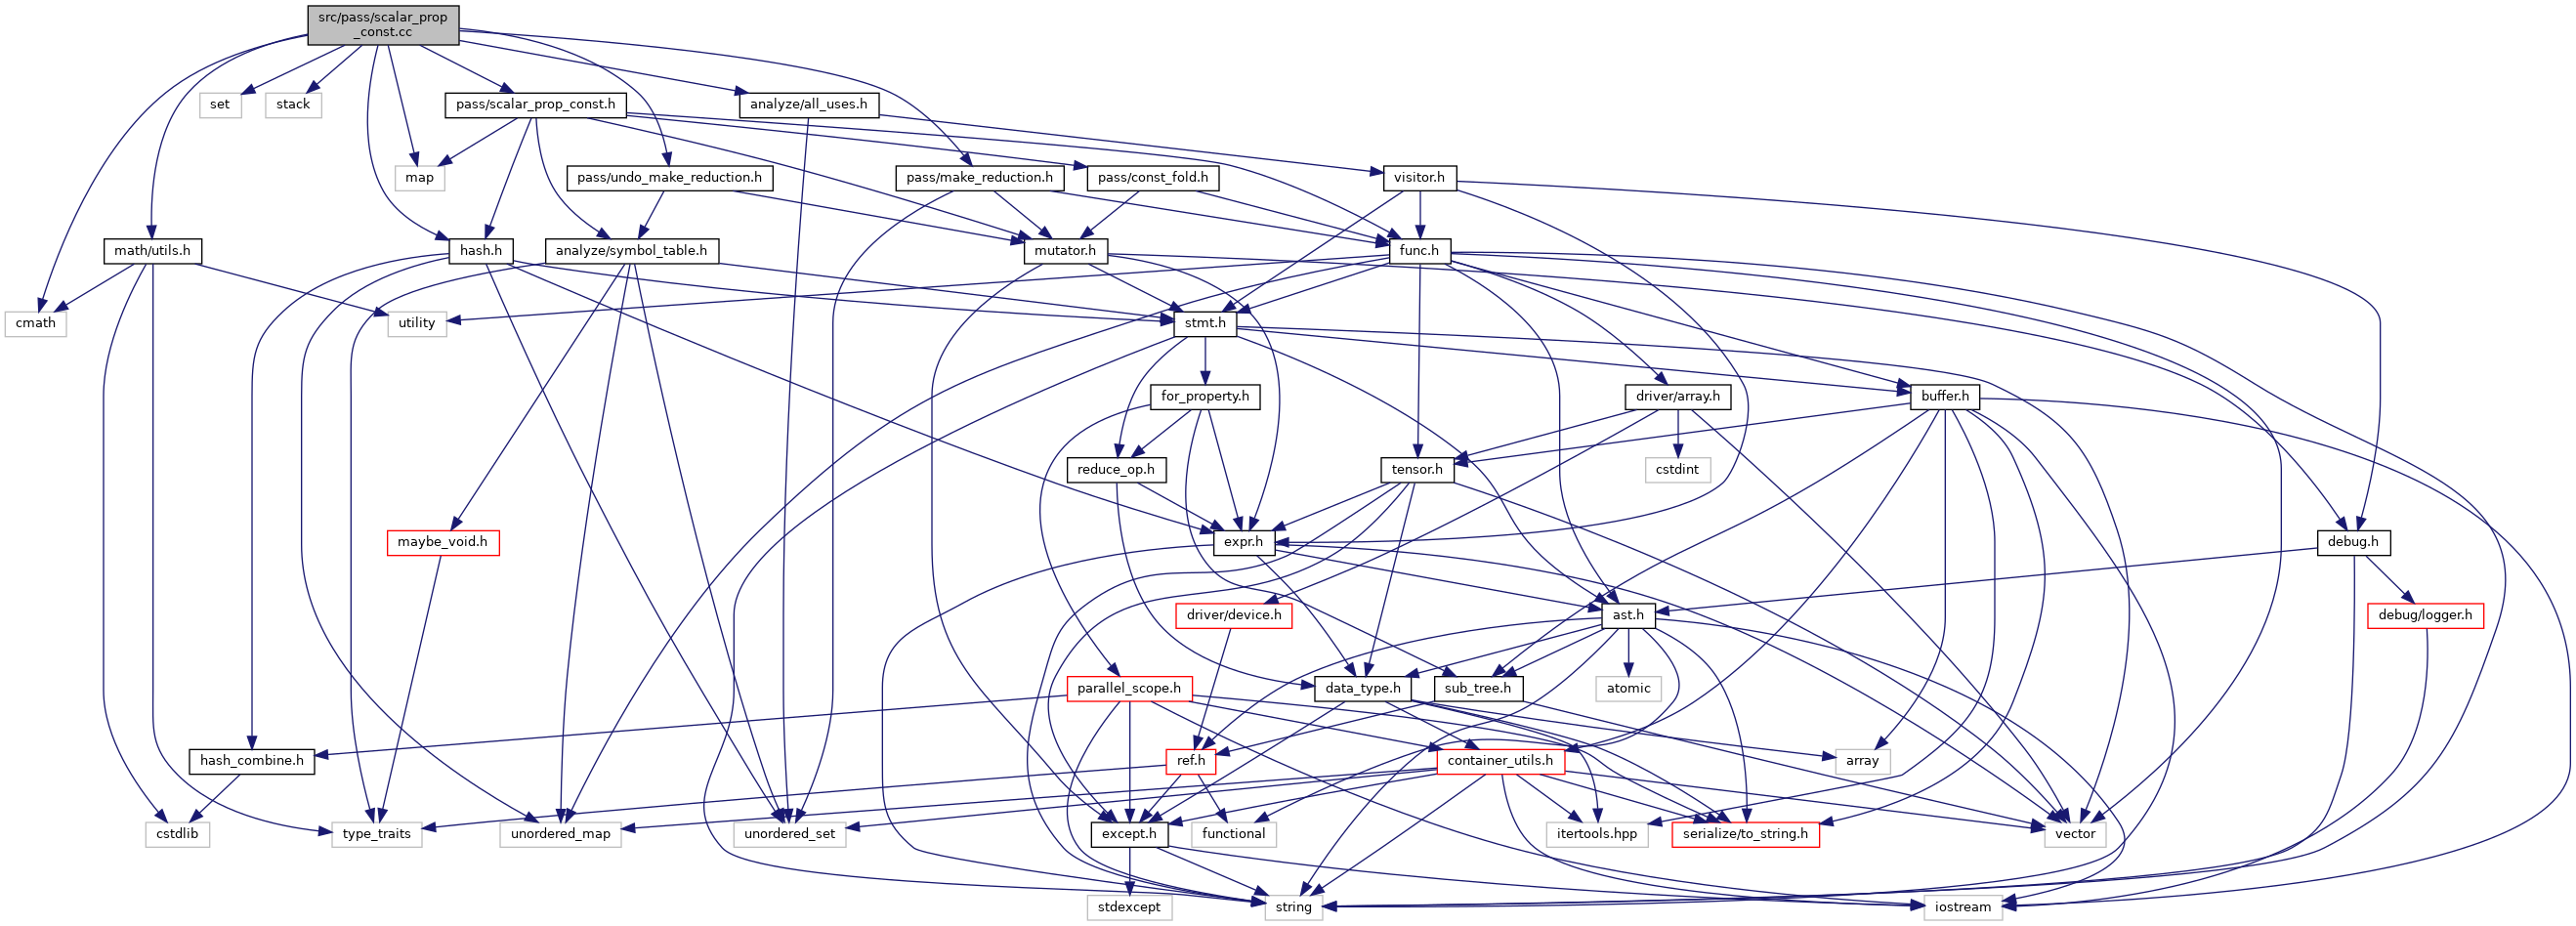 src/pass/scalar_prop
_const.cc
set
stack
pass/scalar_prop_const.h
analyze/all_uses.h
map
pass/undo_make_reduction.h
pass/make_reduction.h
pass/const_fold.h
visitor.h
math/utils.h
hash.h
analyze/symbol_table.h
mutator.h
func.h
cmath
utility
stmt.h
for_property.h
driver/array.h
buffer.h
reduce_op.h
tensor.h
cstdint
maybe_void.h
expr.h
debug.h
driver/device.h
ast.h
debug/logger.h
parallel_scope.h
data_type.h
sub_tree.h
atomic
hash_combine.h
ref.h
container_utils.h
array
cstdlib
type_traits
unordered_map
unordered_set
except.h
functional
itertools.hpp
serialize/to_string.h
vector
stdexcept
string
iostream